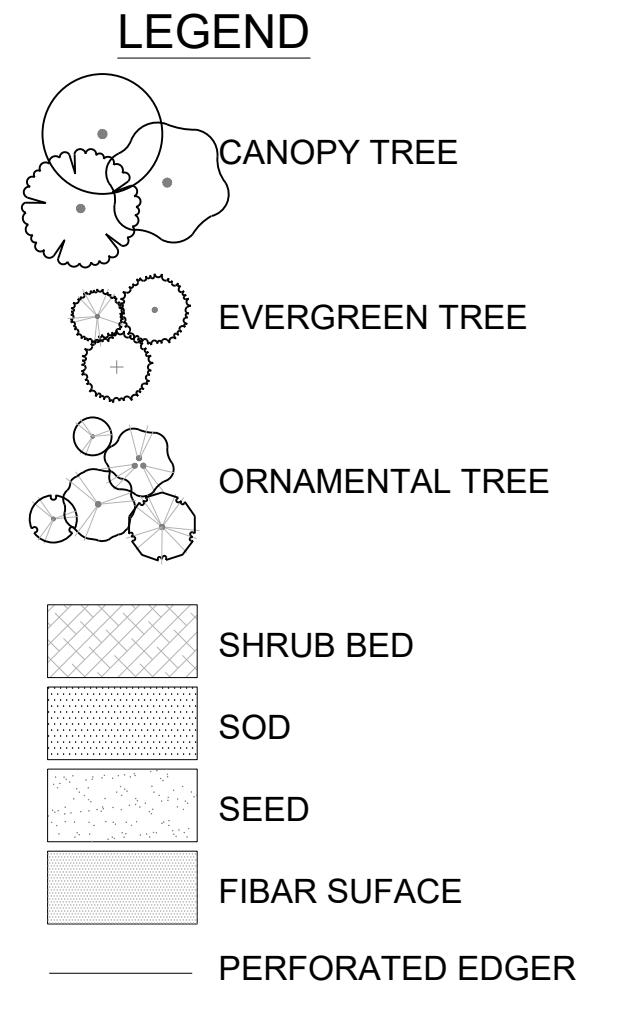 LEGEND
CANOPY TREE
EVERGREEN TREE
ORNAMENTAL TREE
SHRUB BED
SOD
SEED
FIBAR SUFACE
PERFORATED EDGER